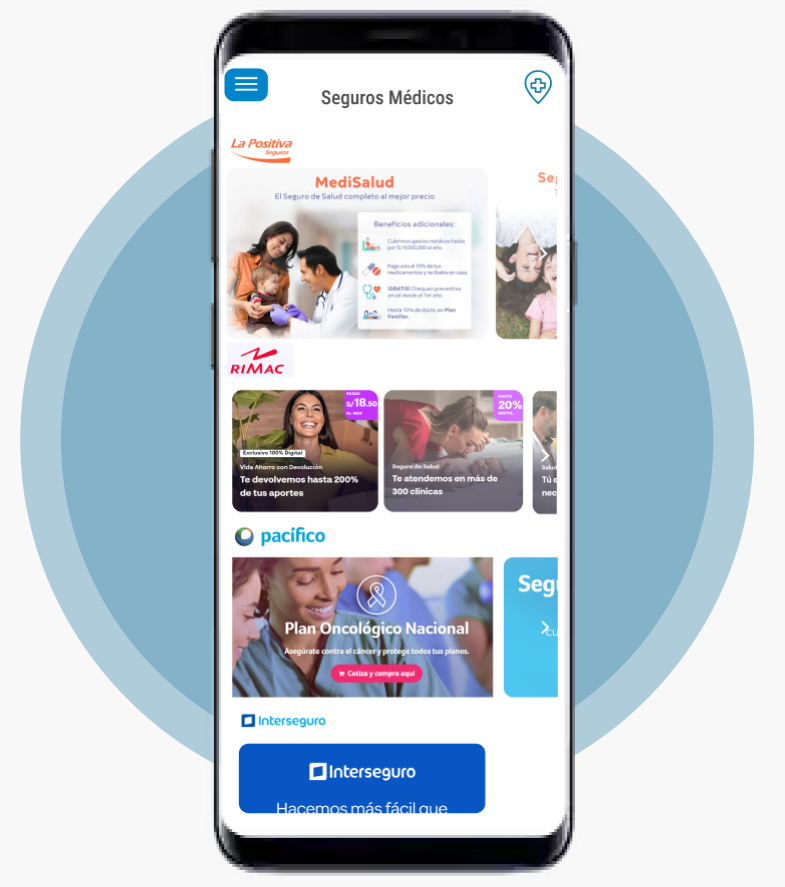 Seguros Médicos
La Positiva
Seguros
MediSalud
El Seguro de Salud completo al mejor precio
Beneficios adicionales:
Cubrimos gastos médicos hasta
por S/ 9,000,000 al año.
Paga solo el 10% de tus
medicamentos y recíbelos en casa.
¡GRATIS! Chequeo preventivo
anual desde el 1er año.
Hasta 10% de dscto. en Plan
Familiar.
Se
RIMAC
DESDE
S/18.50
AL MES
Exclusivo 100% Digital
Vida Ahorro con Devolución
Te devolvemos hasta 200%
de tus aportes
HASTA
20%
DSCTO.
Seguro de Salud
Te atendemos en más de
300 clínicas
Salud
Tú e
nec
pacífico
Plan Oncológico Nacional
Asegúrate contra el cáncer y protege todos tus planes.
Cotiza y compra aquí
Segu
cu
Interseguro
Interseguro
Hacemos más fácil que